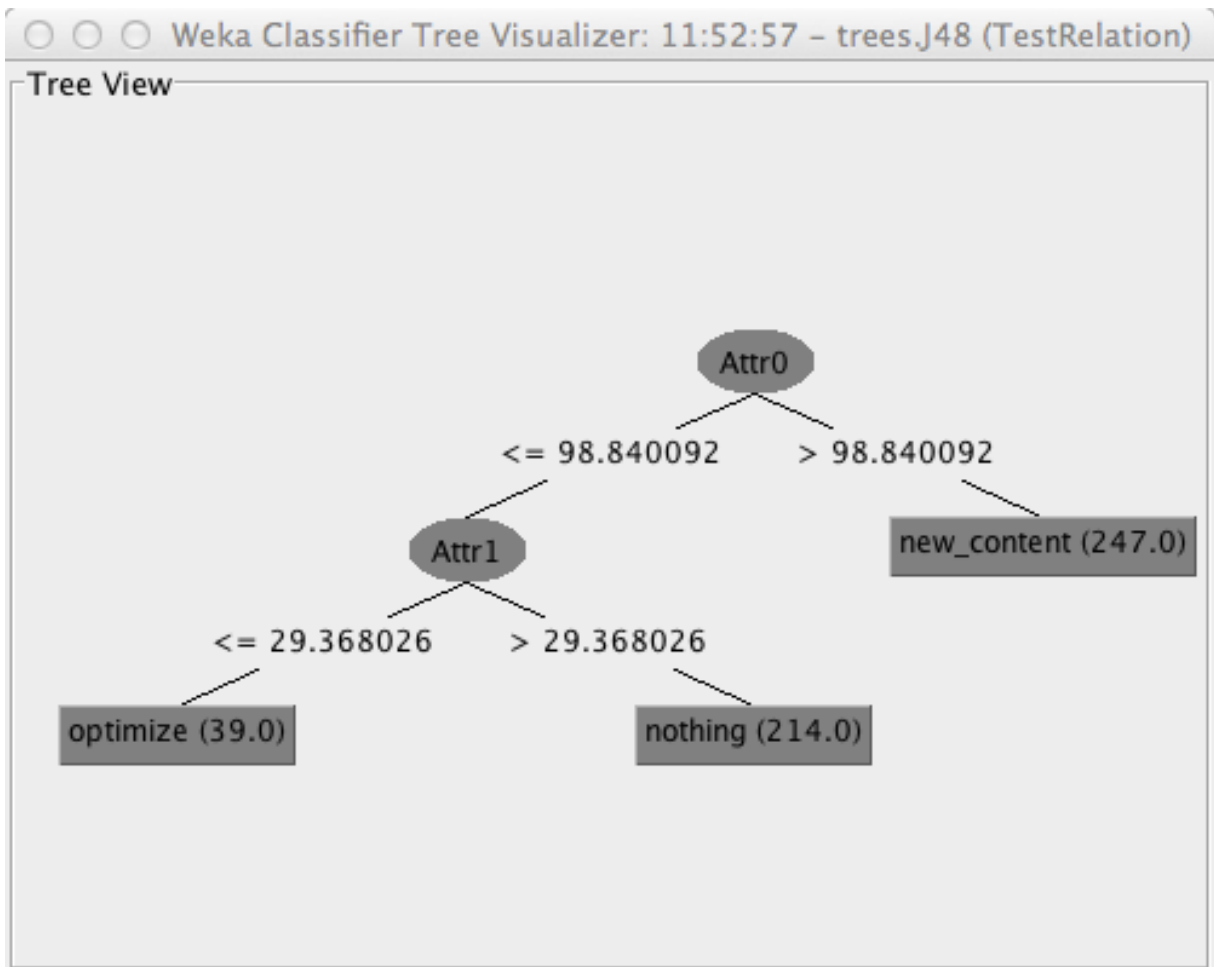 Weka Classifier Tree Visualizer: 11:52:57 – trees.J48 (TestRelation)
Tree View
Attr0
<= 98.840092 > 98.840092
Attr1
new_content (247.0)
<= 29.368026 > 29.368026
optimize (39.0)
nothing (214.0)